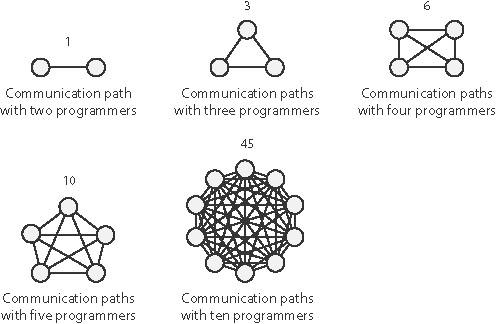 1
Communication path
with two programmers
3
Communication paths
with three programmers
6
Communication paths
with four programmers
10
Communication paths
with five programmers
45
Communication paths
with ten programmers